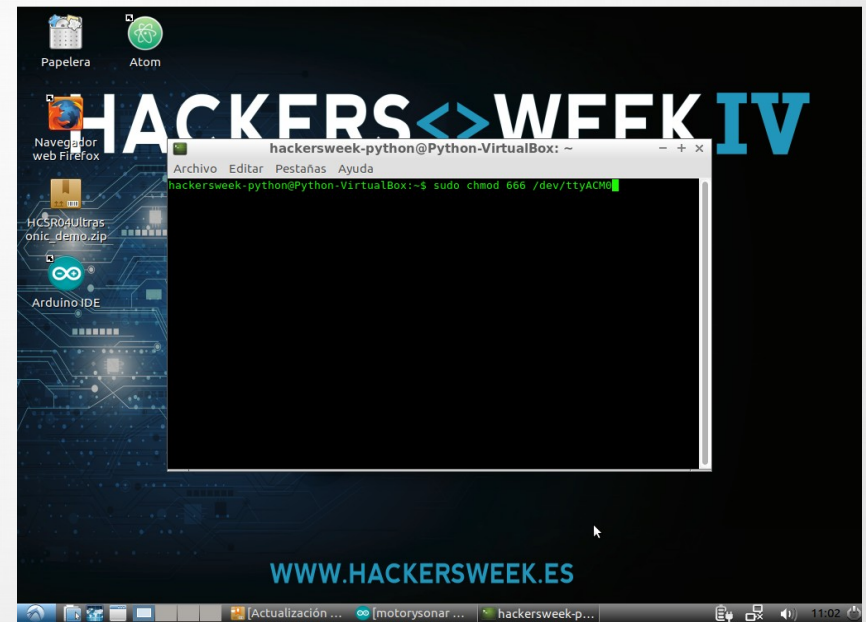 Papelera
Atom
HACKERS<>WEEK IV
Navegador
web Firefox
hackersweek-python@Python-VirtualBox: ~
Archivo Editar Pestañas Ayuda
hackersweek-python@Python-VirtualBox:~$ sudo chmod 666 /dev/ttyACM0
HCSR04Ultras
onic_demo.zip
Arduino IDE
WWW.HACKERSWEEK.ES
[Actualización ...
[motorysonar ...
hackersweek-p...
11:02